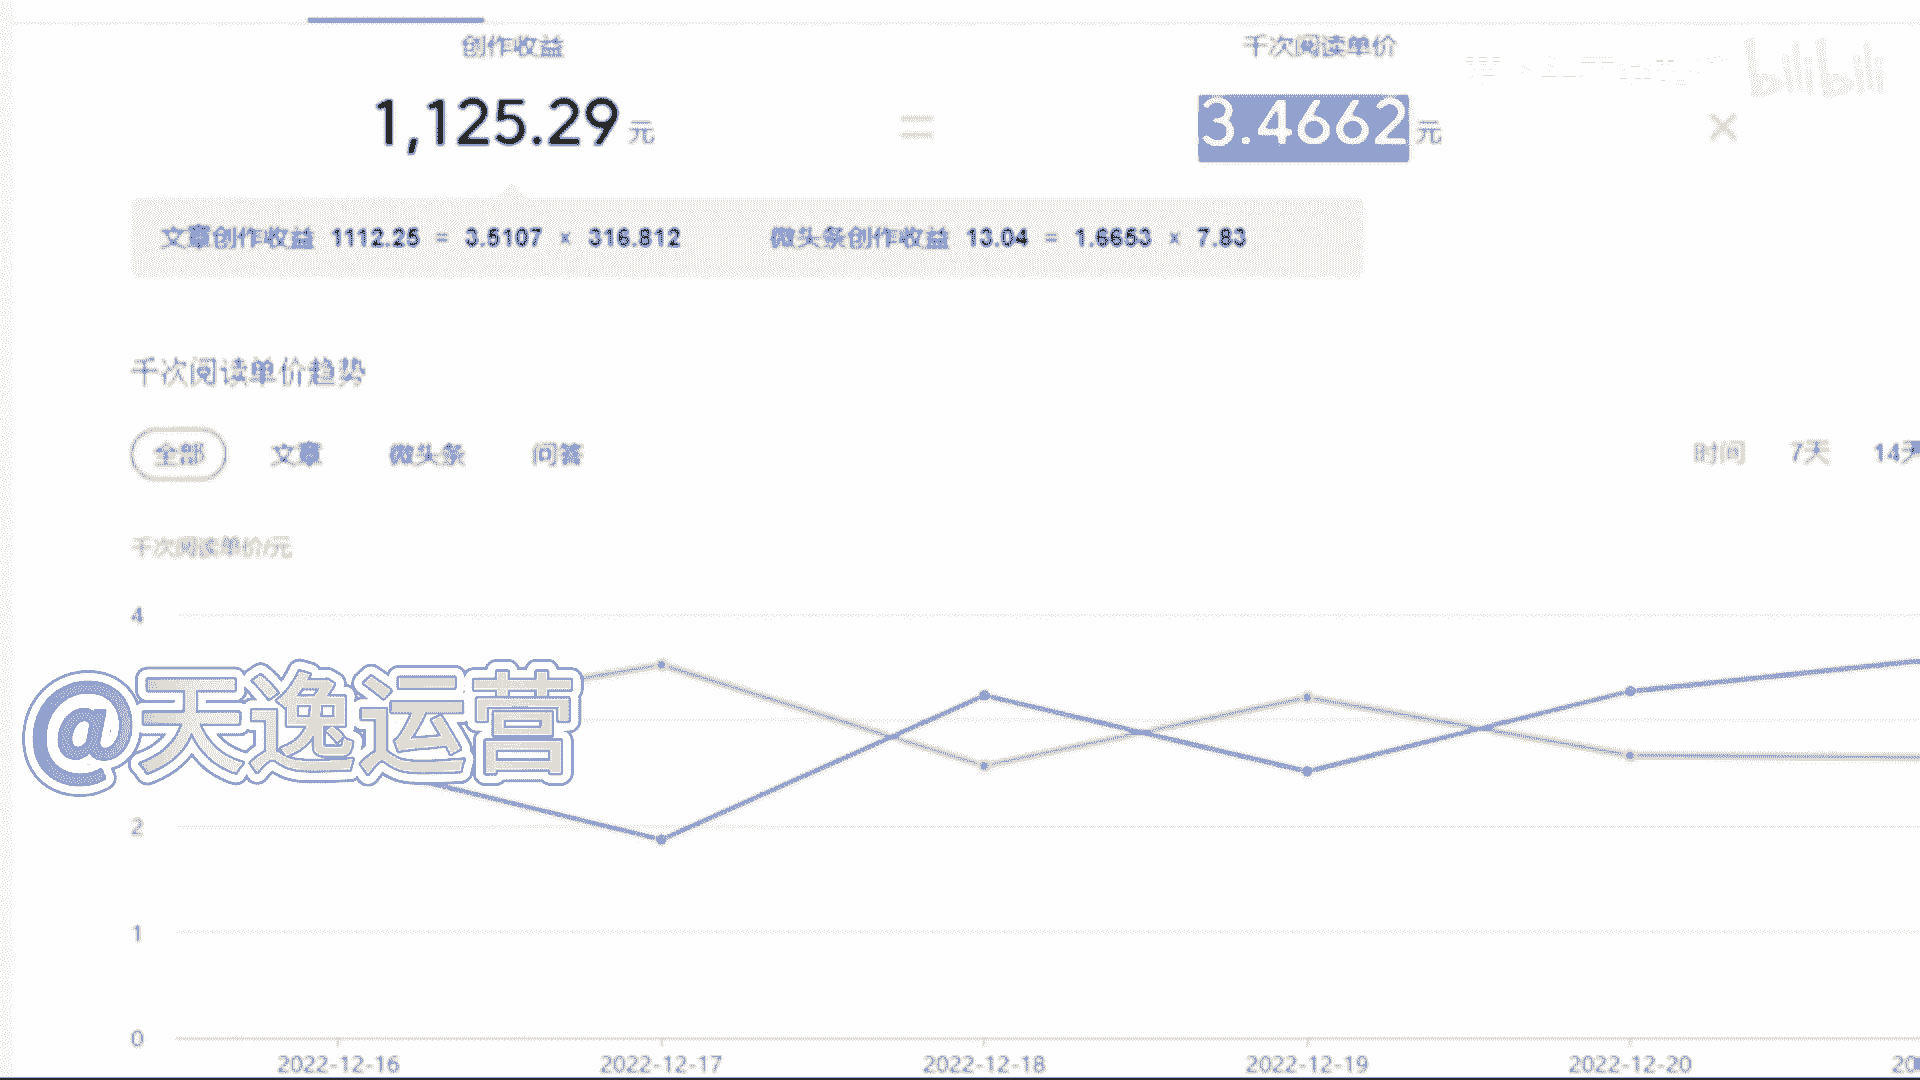 创作收益 千次阅读单价
bilibili
1,125.29 元 = 3.4662 元 ×
文章创作收益 1112.25 = 3.5107 × 316.812 微头条创作收益 13.04 = 1.6653 × 7.83
千次阅读单价趋势
全部 文章 微头条 问答 时间 7天 14天
千次阅读单价/元
4
@天逸运营
2
1
0
2022-12-16 2022-12-17 2022-12-18 2022-12-19 2022-12-20 20